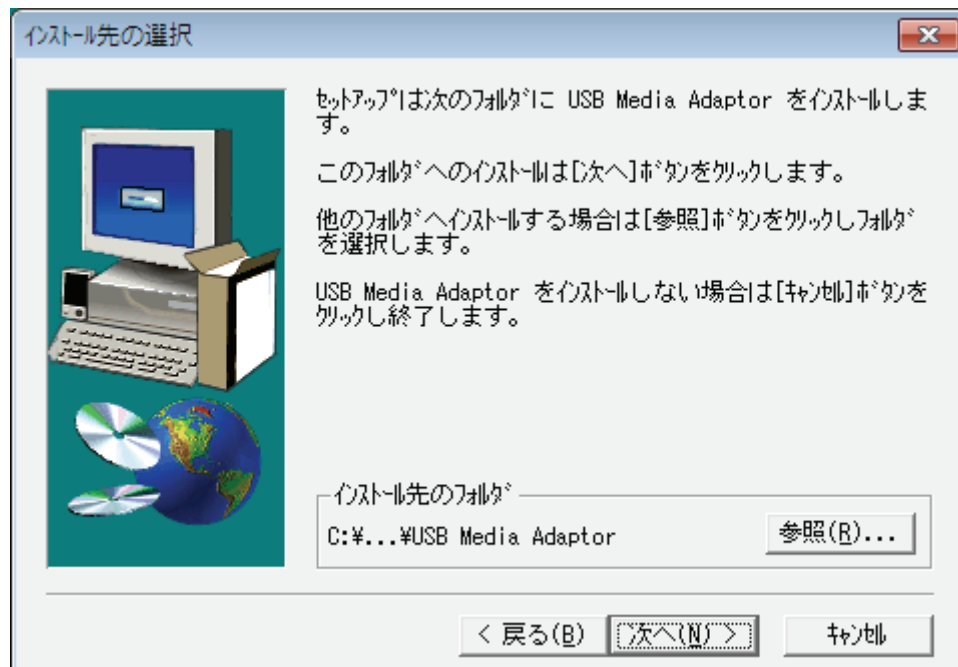 ｲﾝｽﾄｰﾙ先の選択
ｾｯﾄｱｯﾌﾟは次のﾌｫﾙﾀﾞに USB Media Adaptor をｲﾝｽﾄｰﾙしま
す。
このﾌｫﾙﾀﾞへのｲﾝｽﾄｰﾙは[次へ]ﾎﾞﾀﾝをｸﾘｯｸします。
他のﾌｫﾙﾀﾞへｲﾝｽﾄｰﾙする場合は[参照]ﾎﾞﾀﾝをｸﾘｯｸしﾌｫﾙﾀﾞ
を選択します。
USB Media Adaptor をｲﾝｽﾄｰﾙしない場合は[ｷｬﾝｾﾙ]ﾎﾞﾀﾝを
ｸﾘｯｸし終了します。
ｲﾝｽﾄｰﾙ先のﾌｫﾙﾀﾞ
C:¥...¥USB Media Adaptor
参照(R)...
< 戻る(B)
次へ(N) >
ｷｬﾝｾﾙ